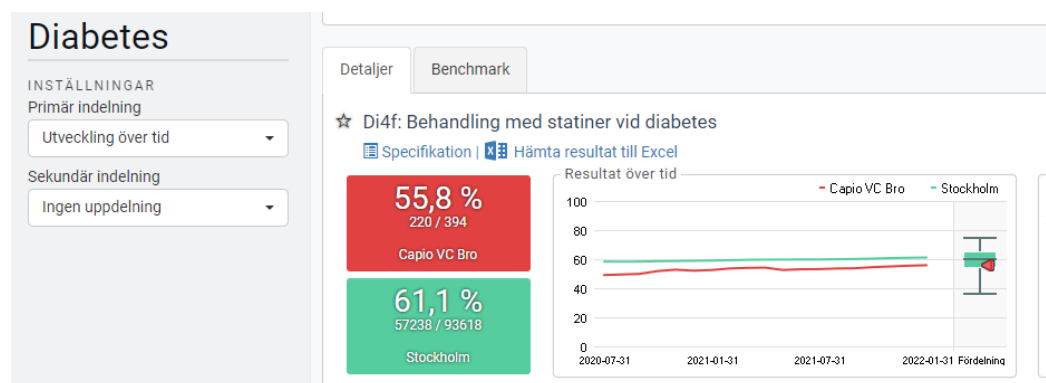 Diabetes
INSTÄLLNINGAR
Primär indelning
Utveckling över tid
Sekundär indelning
Ingen uppdelning
Detaljer
Benchmark
Di4f: Behandling med statiner vid diabetes
Specifikation | Hämta resultat till Excel
55,8 %
220 / 394
Capio VC Bro
61,1 %
57238 / 93618
Stockholm
Resultat över tid
Capio VC Bro
Stockholm
100
80
60
40
20
0
2020-07-31
2021-01-31
2021-07-31
2022-01-31
Fördelning